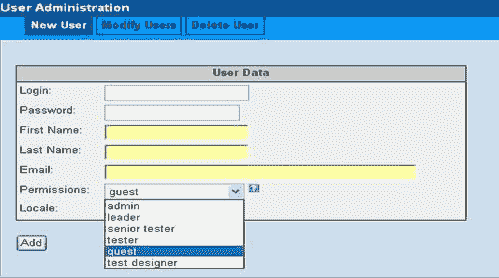 User Administration
New User Modify Users Delete User
User Data
Login:
Password:
First Name:
Last Name:
Email:
Permissions: guest
Locale:
admin
leader
senior tester
tester
guest
test designer
Add